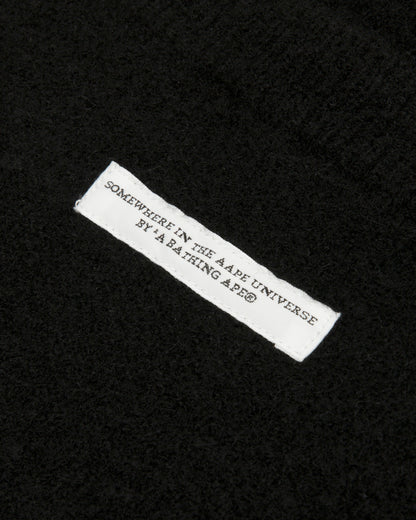 SOMEWHERE IN THE AAPE UNIVERSE
BY *A BATHING APE®